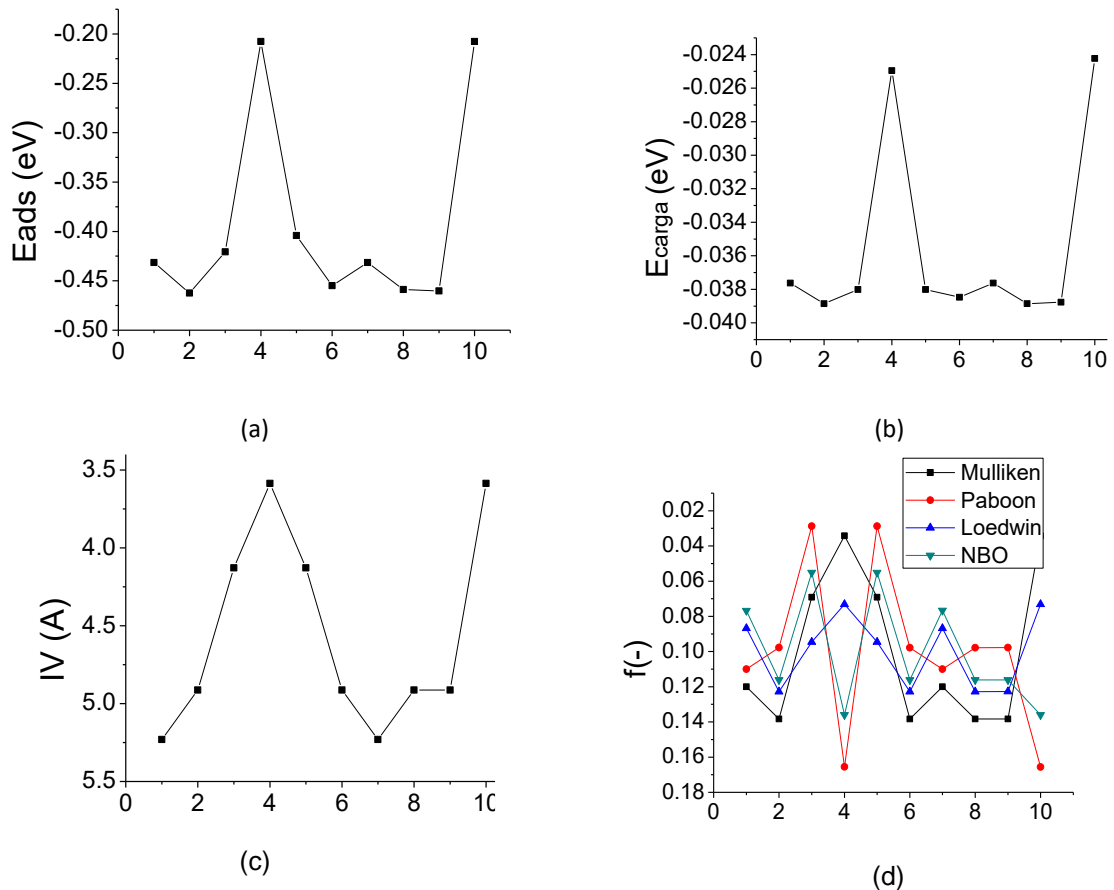 -0.20
-0.25
-0.30
-0.35
-0.40
-0.45
-0.50
Eads (eV)
0 2 4 6 8 10
(a)
-0.024
-0.026
-0.028
-0.030
-0.032
-0.034
-0.036
-0.038
-0.040
Ecarga (eV)
0 2 4 6 8 10
(b)
3.5
4.0
4.5
5.0
5.5
IV (A)
0 2 4 6 8 10
(c)
Mulliken
Paboon
Loedwin
NBO
0.02
0.04
0.06
0.08
0.10
0.12
0.14
0.16
0.18
f(-)
0 2 4 6 8 10
(d)